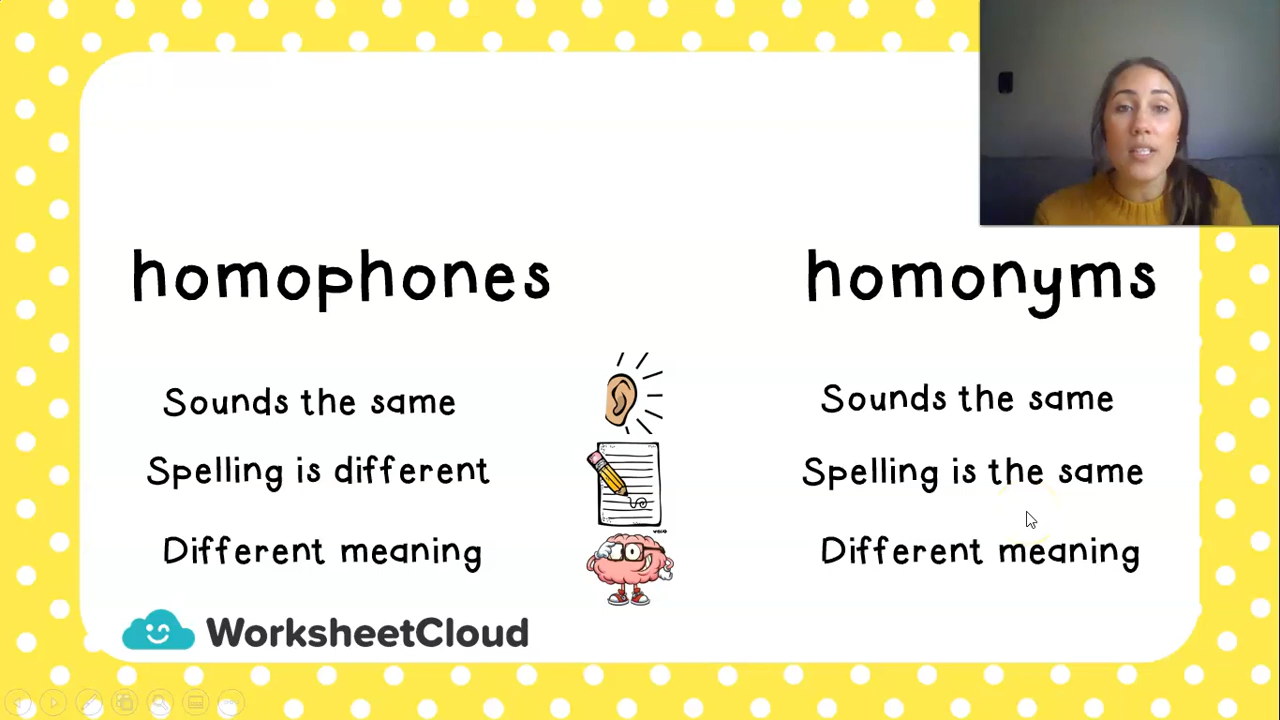 homophones
homonyms
Sounds the same
Sounds the same
Spelling is different
Spelling is the same
Different meaning
Different meaning
WorksheetCloud